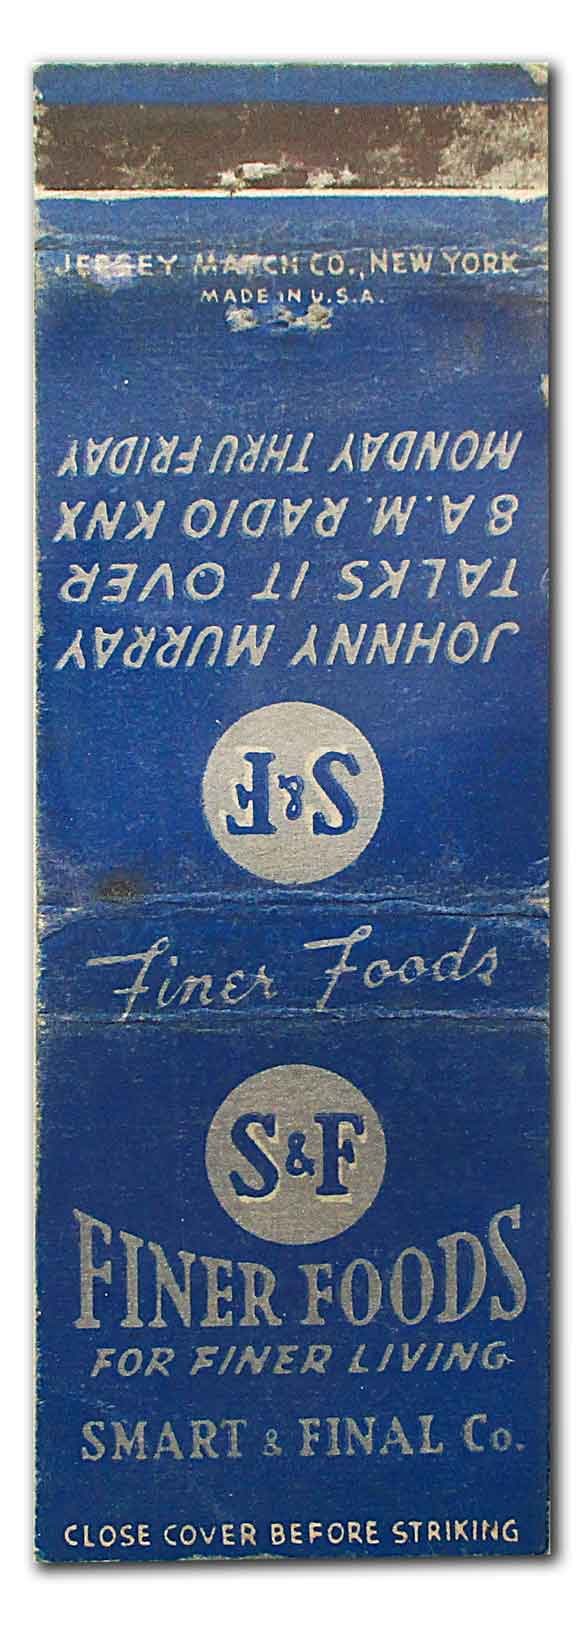 JERSEY MATCH CO., NEW YORK
MADE IN U.S.A.
JOHNNY MURRAY
TALKS IT OVER
8 A.M. RADIO KNX
MONDAY THRU FRIDAY
S&F
Finer Foods
S&F
FINER FOODS
FOR FINER LIVING
SMART & FINAL Co.
CLOSE COVER BEFORE STRIKING